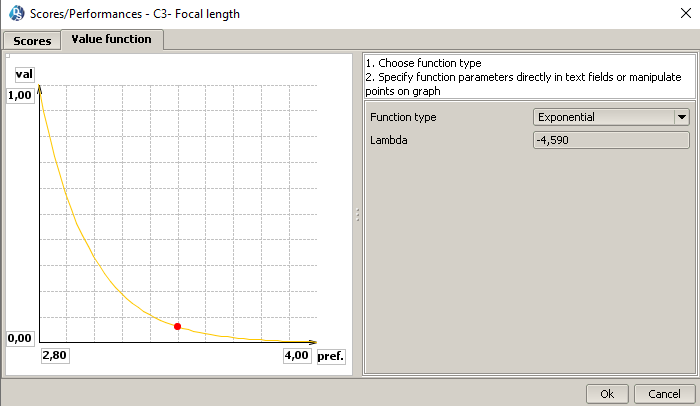 Scores/Performances - C3- Focal length
Scores
Value function
val
1,00
0,00
2,80
4,00
pref.
1. Choose function type
2. Specify function parameters directly in text fields or manipulate
points on graph
Function type
Exponential
Lambda
-4,590
Ok
Cancel